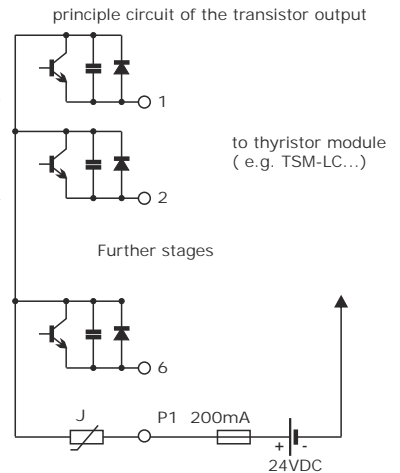 principle circuit of the transistor output
1
to thyristor module
( e.g. TSM-LC...)
2
Further stages
6
J P1 200mA
+ -
24VDC